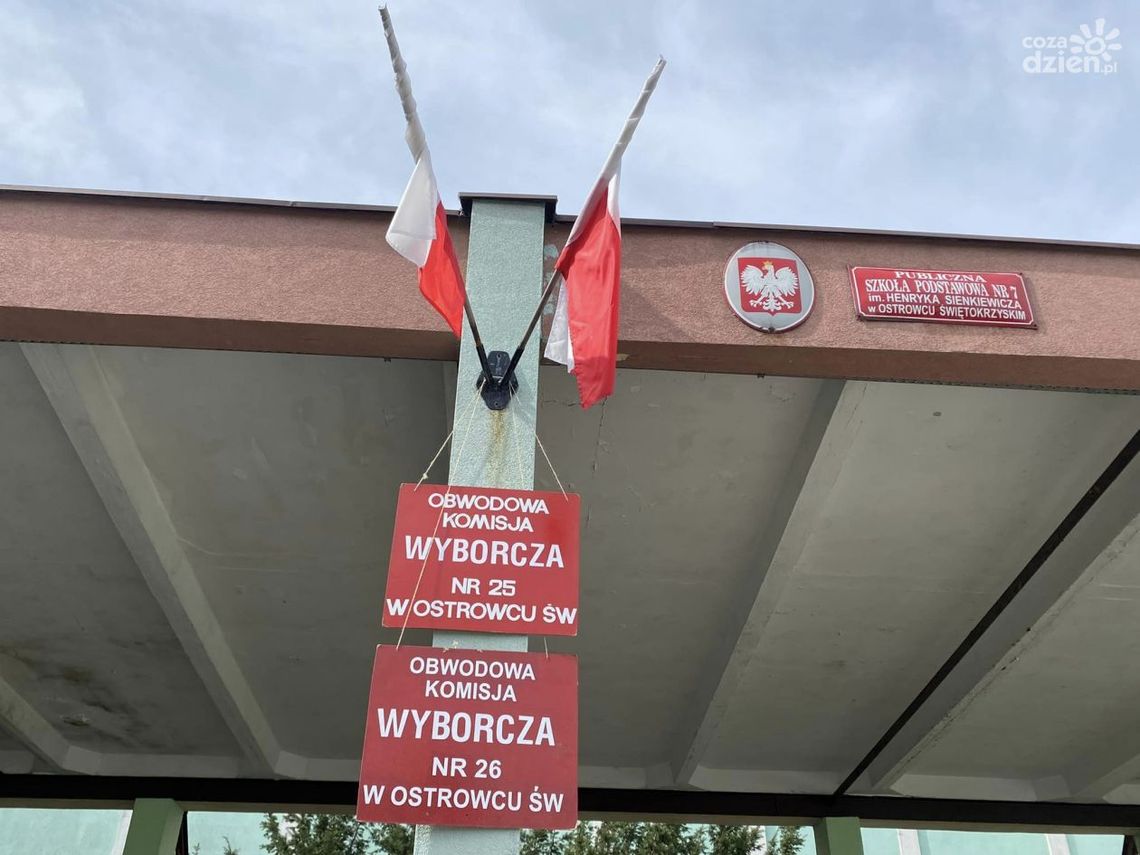 coza
dzień.pl
PUBLICZNA
SZKOŁA PODSTAWOWA NR 7
im. HENRYKA SIENKIEWICZA
w OSTROWCU ŚWIĘTOKRZYSKIM
OBWODOWA
KOMISJA
WYBORCZA
NR 25
W OSTROWCU ŚW
OBWODOWA
KOMISJA
WYBORCZA
NR 26
W OSTROWCU ŚW